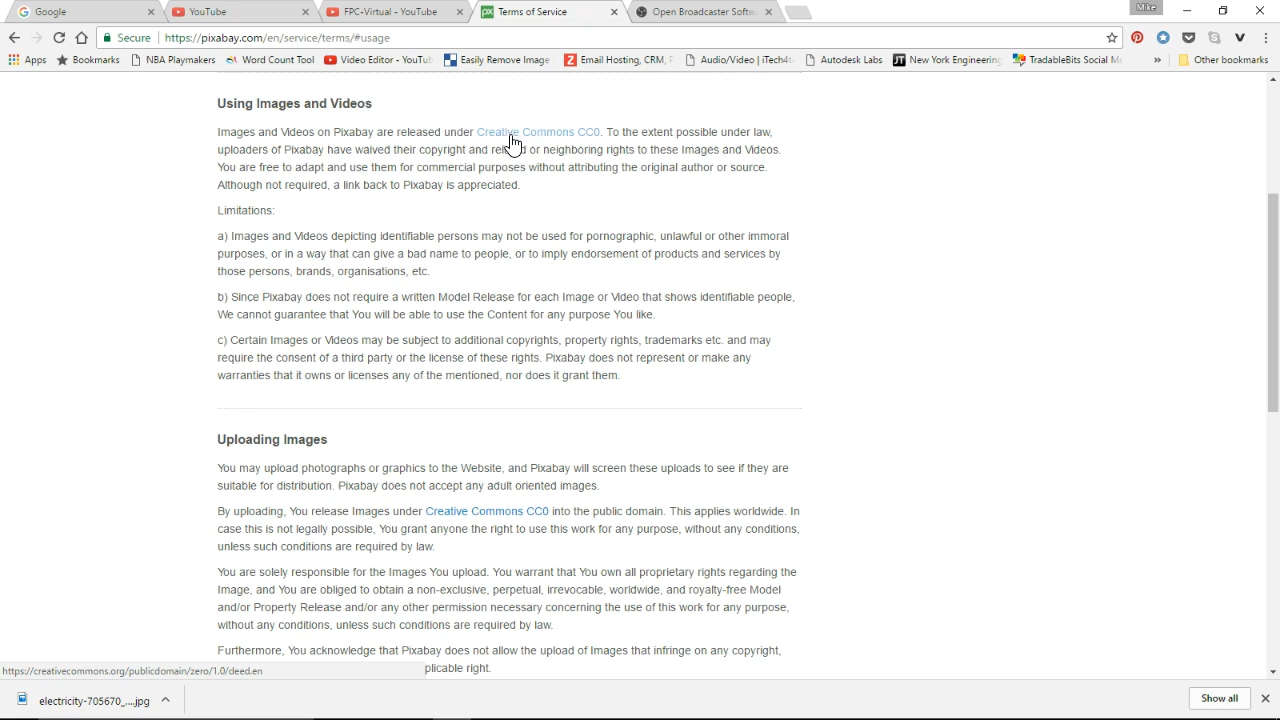 Google
YouTube
FPC-Virtual - YouTube
Terms of Service
Open Broadcaster Softw
Mike
Secure
https://pixabay.com/en/service/terms/#usage
Apps
Bookmarks
NBA Playmakers
Word Count Tool
Video Editor - YouTu
Easily Remove Image
Email Hosting, CRM,
Audio/Video | iTech4
Autodesk Labs
New York Engineering
TradableBits Social M
»
Other bookmarks
Using Images and Videos
Images and Videos on Pixabay are released under Creative Commons CC0. To the extent possible under law,
uploaders of Pixabay have waived their copyright and or neighboring rights to these Images and Videos.
You are free to adapt and use them for commercial purposes without attributing the original author or source.
Although not required, a link back to Pixabay is appreciated.
Limitations:
a) Images and Videos depicting identifiable persons may not be used for pornographic, unlawful or other immoral
purposes, or in a way that can give a bad name to people, or to imply endorsement of products and services by
those persons, brands, organisations, etc.
b) Since Pixabay does not require a written Model Release for each Image or Video that shows identifiable people,
We cannot guarantee that You will be able to use the Content for any purpose You like.
c) Certain Images or Videos may be subject to additional copyrights, property rights, trademarks etc. and may
require the consent of a third party or the license of these rights. Pixabay does not represent or make any
warranties that it owns or licenses any of the mentioned, nor does it grant them.
Uploading Images
You may upload photographs or graphics to the Website, and Pixabay will screen these uploads to see if they are
suitable for distribution. Pixabay does not accept any adult oriented images.
By uploading, You release Images under Creative Commons CC0 into the public domain. This applies worldwide. In
case this is not legally possible, You grant anyone the right to use this work for any purpose, without any conditions,
unless such conditions are required by law.
You are solely responsible for the Images You upload. You warrant that You own all proprietary rights regarding the
Image, and You are obliged to obtain a non-exclusive, perpetual, irrevocable, worldwide, and royalty-free Model
and/or Property Release and/or any other permission necessary concerning the use of this work for any purpose,
without any conditions, unless such conditions are required by law.
Furthermore, You acknowledge that Pixabay does not allow the upload of Images that infringe on any copyright,
plicable right.
https://creativecommons.org/publicdomain/zero/1.0/deed.en
electricity-705670_....jpg
Show all